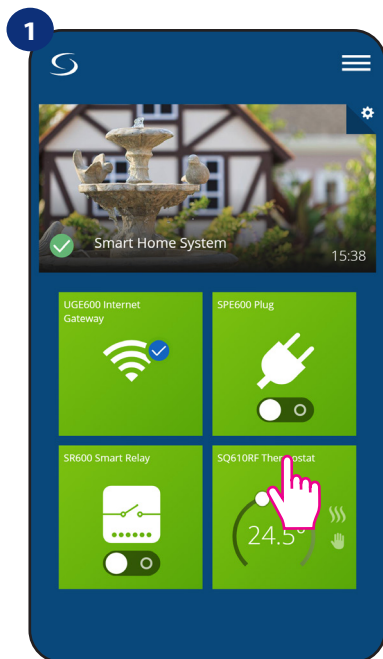 1
Smart Home System
15:38
UGE600 Internet
Gateway
SPE600 Plug
SR600 Smart Relay
SQ610RF Thermostat
24.5°